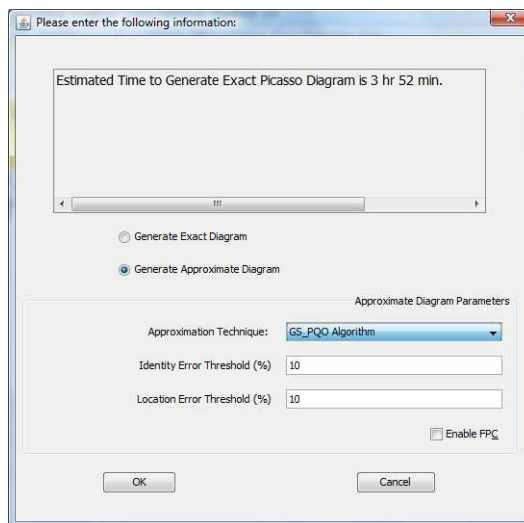 Please enter the following information:
Estimated Time to Generate Exact Picasso Diagram is 3 hr 52 min.
Generate Exact Diagram
Generate Approximate Diagram
Approximate Diagram Parameters
Approximation Technique: GS_PQO Algorithm
Identity Error Threshold (%) 10
Location Error Threshold (%) 10
Enable FPC
OK Cancel